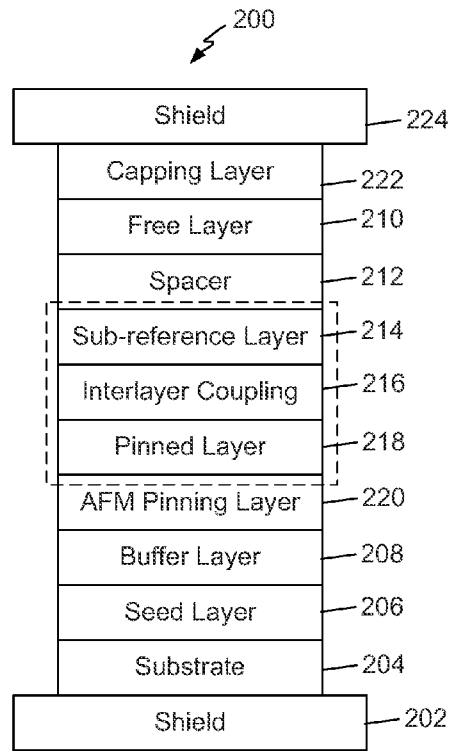 200
Shield 224
Capping Layer 222
Free Layer 210
Spacer 212
Sub-reference Layer 214
Interlayer Coupling 216
Pinned Layer 218
AFM Pinning Layer 220
Buffer Layer 208
Seed Layer 206
Substrate 204
Shield 202